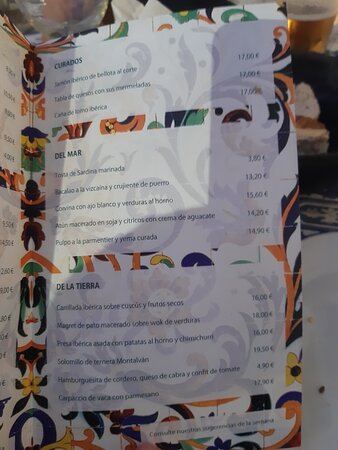 CURADOS
Jamón ibérico de bellota al corte 17,00 €
Tabla de quesos con sus mermeladas 17,00 €
Caña de lomo ibérica 17,00 €
DEL MAR
Tosta de Sardina marinada 3,80 €
Bacalao a la vizcaína y crujiente de puerro 13,20 €
Corvina con ajo blanco y verduras al horno 15,60 €
Atún macerado en soja y cítricos con crema de aguacate 14,20 €
Pulpo a la parmentier y yema curada 14,90 €
DE LA TIERRA
Carrillada ibérica sobre cuscús y frutos secos 16,00 €
Magret de pato macerado sobre wok de verduras 18,00 €
Presa ibérica asada con patatas al horno y chimichurri 16,00 €
Solomillo de ternera Montalván 19,50 €
Hamburguesita de cordero, queso de cabra y confit de tomate 4,90 €
Carpaccio de vaca con parmesano 17,90 €
Consulte nuestras sugerencias de la semana